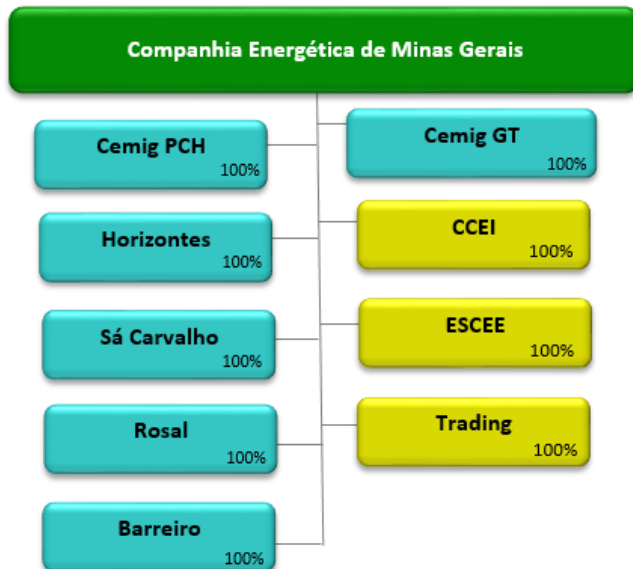 Companhia Energética de Minas Gerais
Cemig PCH
100%
Cemig GT
100%
Horizontes
100%
CCEI
100%
Sá Carvalho
100%
ESCEE
100%
Rosal
100%
Trading
100%
Barreiro
100%